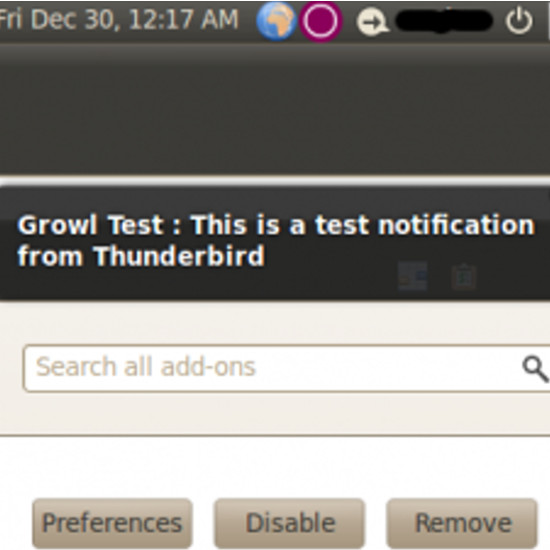 Fri Dec 30, 12:17 AM
Growl Test : This is a test notification
from Thunderbird
Search all add-ons
Preferences Disable Remove